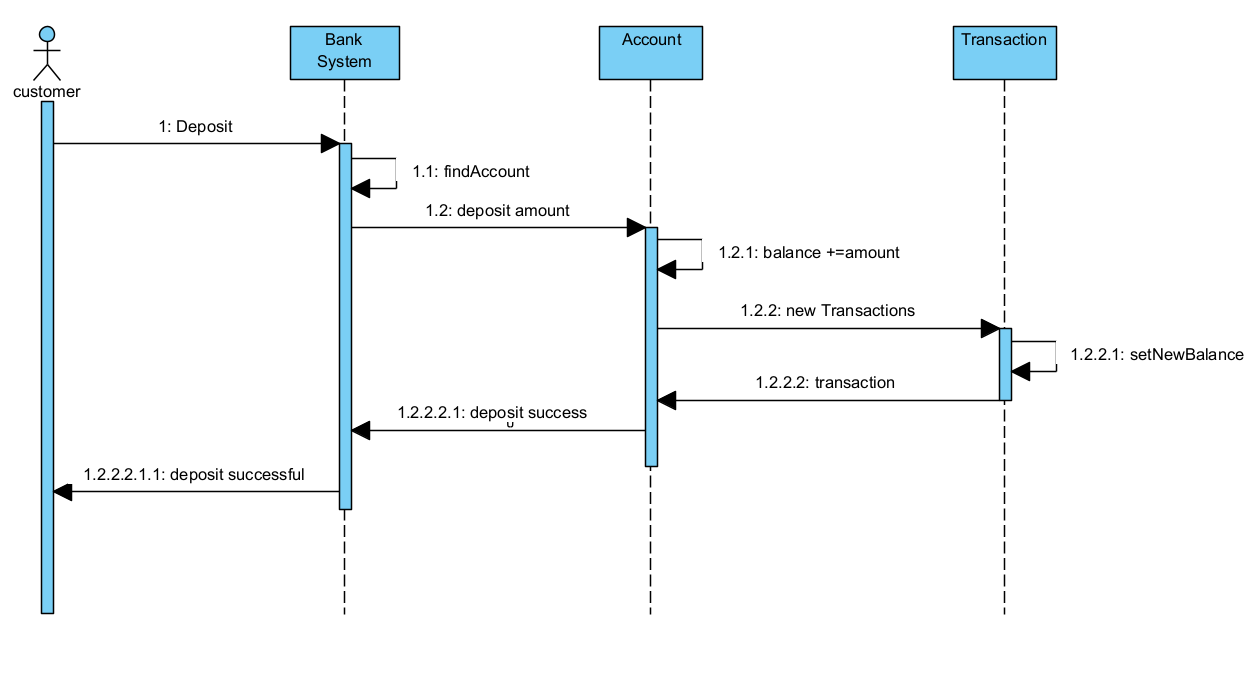 Bank
System
Account
Transaction
customer
1: Deposit
1.1: findAccount
1.2: deposit amount
1.2.1: balance +=amount
1.2.2: new Transactions
1.2.2.1: setNewBalance
1.2.2.2: transaction
1.2.2.2.1: deposit success
1.2.2.2.1.1: deposit successful